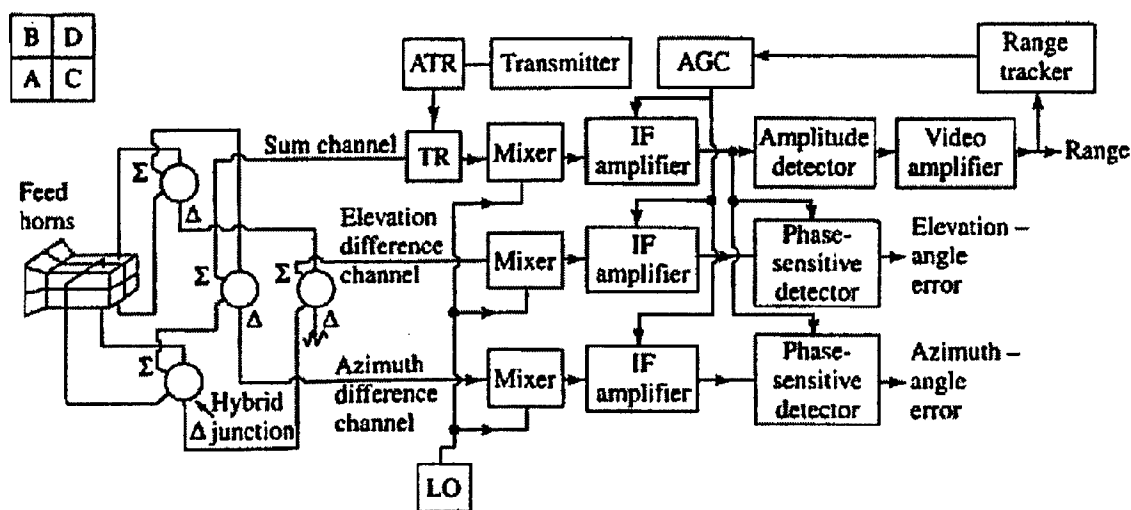 B D
A C
ATR
Transmitter
AGC
Range
tracker
Sum channel
TR
Mixer
IF
amplifier
Amplitude
detector
Video
amplifier
Range
Σ
Δ
Feed
horns
Elevation
difference
channel
Mixer
IF
amplifier
Phase-
sensitive
detector
Elevation –
angle
error
Σ
Δ
Σ
Δ
Azimuth
difference
channel
Mixer
IF
amplifier
Phase-
sensitive
detector
Azimuth –
angle
error
Σ
Δ
Hybrid
junction
LO